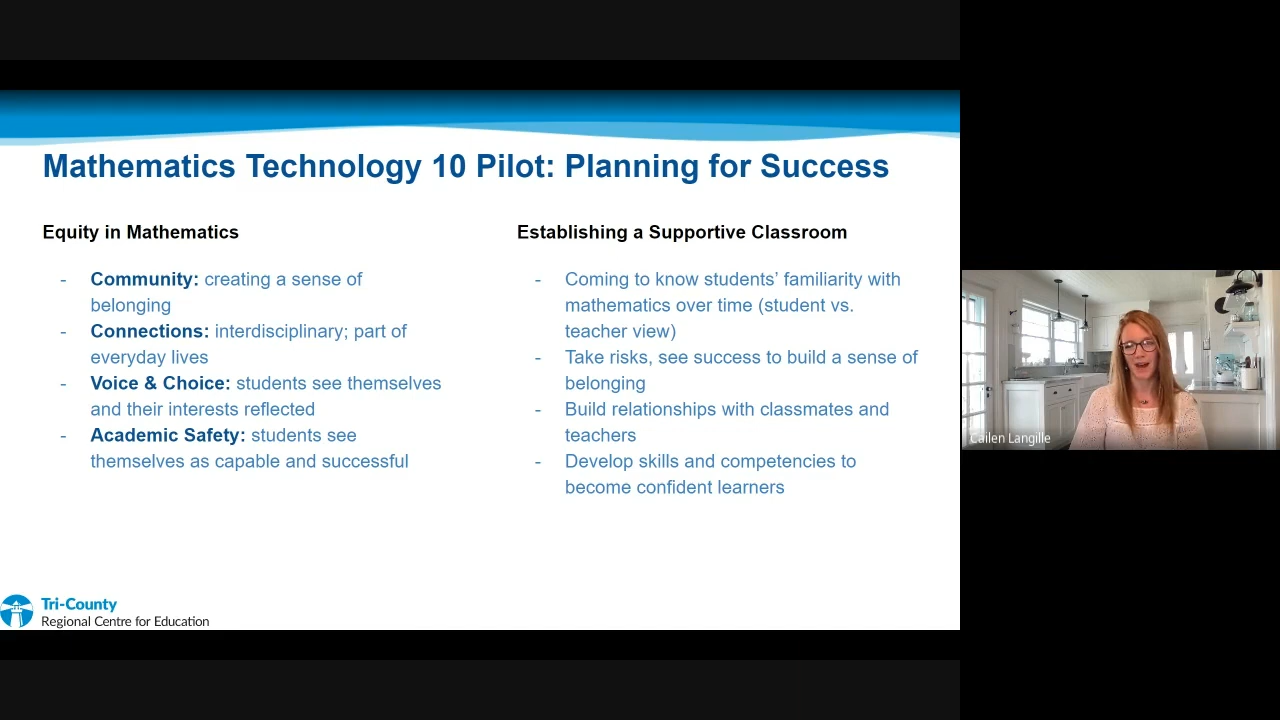 Mathematics Technology 10 Pilot: Planning for Success
Equity in Mathematics
- Community: creating a sense of
belonging
- Connections: interdisciplinary; part of
everyday lives
- Voice & Choice: students see themselves
and their interests reflected
- Academic Safety: students see
themselves as capable and successful
Establishing a Supportive Classroom
- Coming to know students’ familiarity with
mathematics over time (student vs.
teacher view)
- Take risks, see success to build a sense of
belonging
- Build relationships with classmates and
teachers
- Develop skills and competencies to
become confident learners
Tri-County
Regional Centre for Education
Cailen Langille